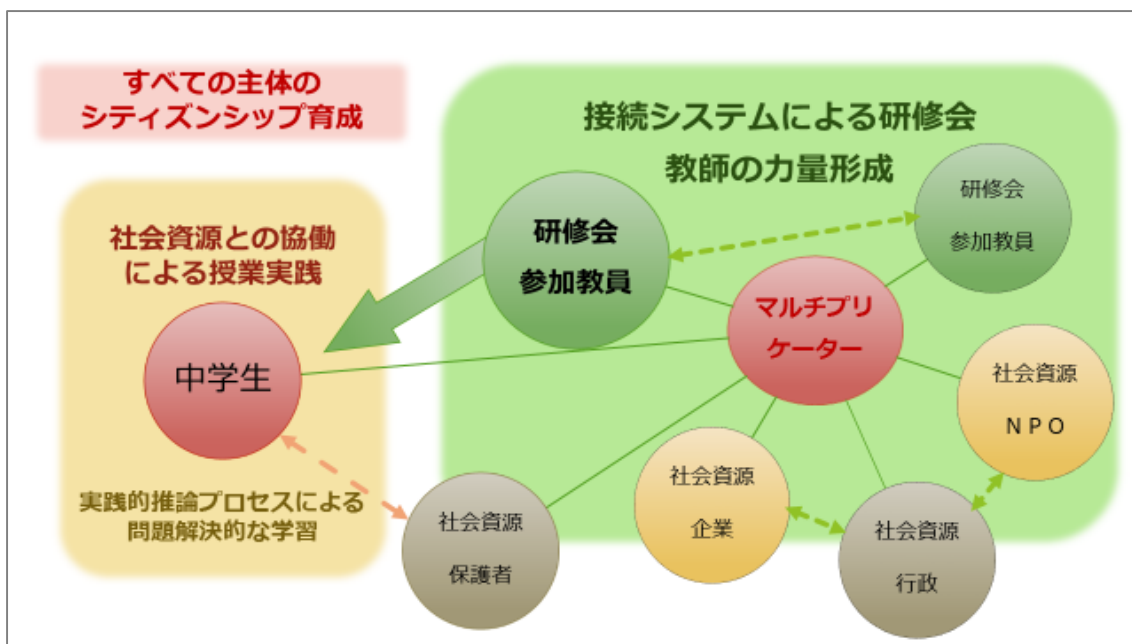 すべての主体の
シティズンシップ育成
接続システムによる研修会
教師の力量形成
社会資源との協働
による授業実践
中学生
実践的推論プロセスによる
問題解決的な学習
研修会
参加教員
研修会
参加教員
マルチプリ
ケーター
社会資源
ＮＰＯ
社会資源
企業
社会資源
行政
社会資源
保護者